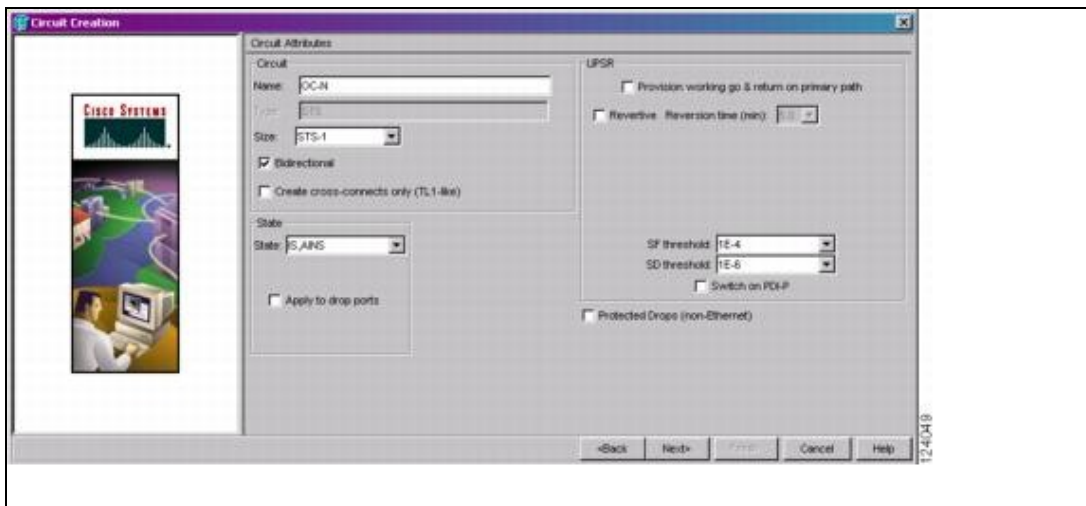 Circuit Creation
Circuit Attributes
Circuit
Name: OC-N
Type: STS
Size: STS-1
Bidirectional
Create cross-connects only (TL1-like)
State
State: IS,AINS
Apply to drop ports
UPSR
Provision working go & return on primary path
Revertive Reversion time (min): 5.0
SF threshold: 1E-4
SD threshold: 1E-6
Switch on PDI-P
Protected Drops (non-Ethernet)
CISCO SYSTEMS
<Back Next> Finish Cancel Help
124049